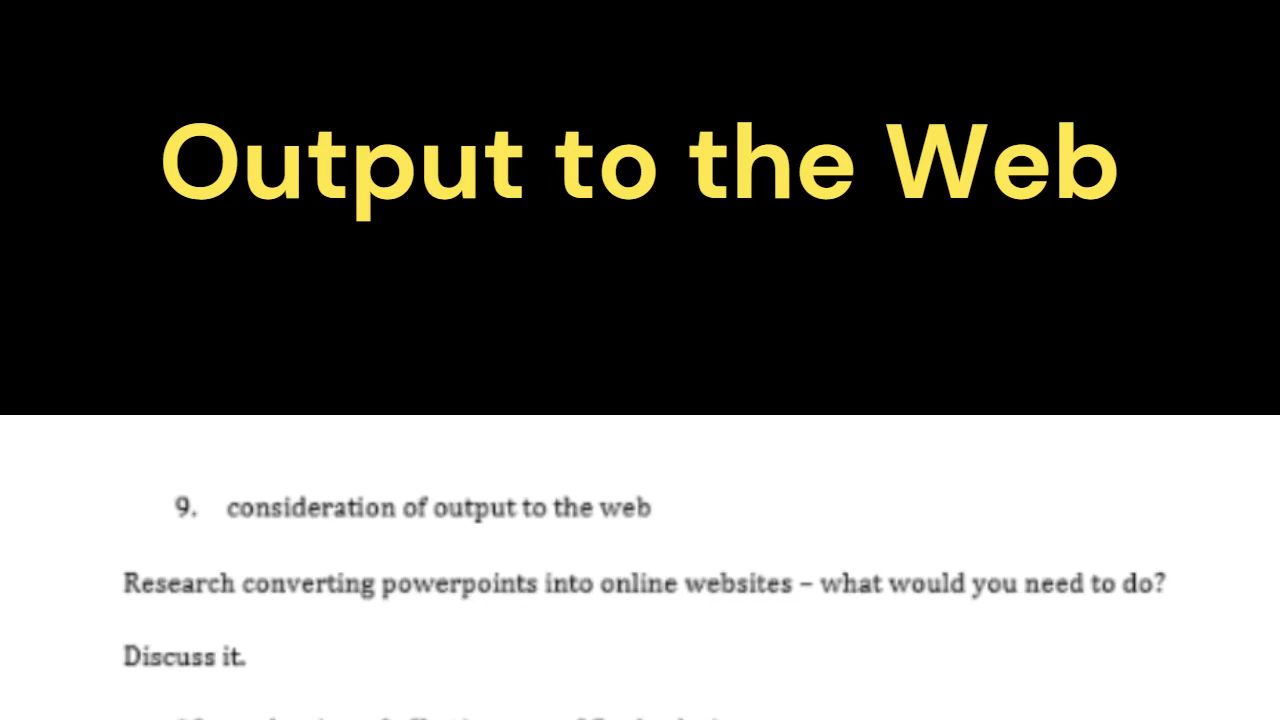 Output to the Web
9. consideration of output to the web
Research converting powerpoints into online websites – what would you need to do?
Discuss it.